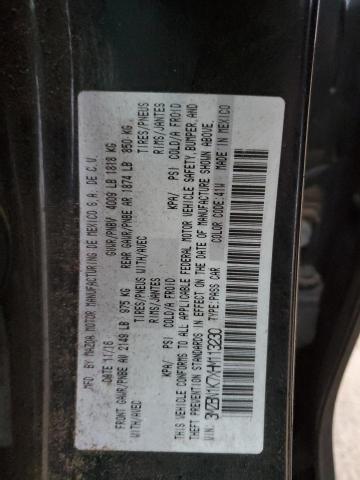 MFD. BY MAZDA MOTOR MANUFACTURING DE MEXICO S.A. DE C.V.
DATE 11/16 GVWR/PNBV 4009 LB 1818 KG
FRONT GAWR/PNBE AV 2149 LB 975 KG REAR GAWR/PNBE AR 1874 LB 850 KG
WITH/AVEC TIRES/PNEUS WITH/AVEC TIRES/PNEUS
RIMS/JANTES RIMS/JANTES
KPA/ PSI COLD/A FROID KPA/ PSI COLD/A FROID
THIS VEHICLE CONFORMS TO ALL APPLICABLE FEDERAL MOTOR VEHICLE SAFETY, BUMPER, AND
THEFT PREVENTION STANDARDS IN EFFECT ON THE DATE OF MANUFACTURE SHOWN ABOVE.
VIN: TYPE:PASS CAR COLOR CODE:41W MADE IN MEXICO